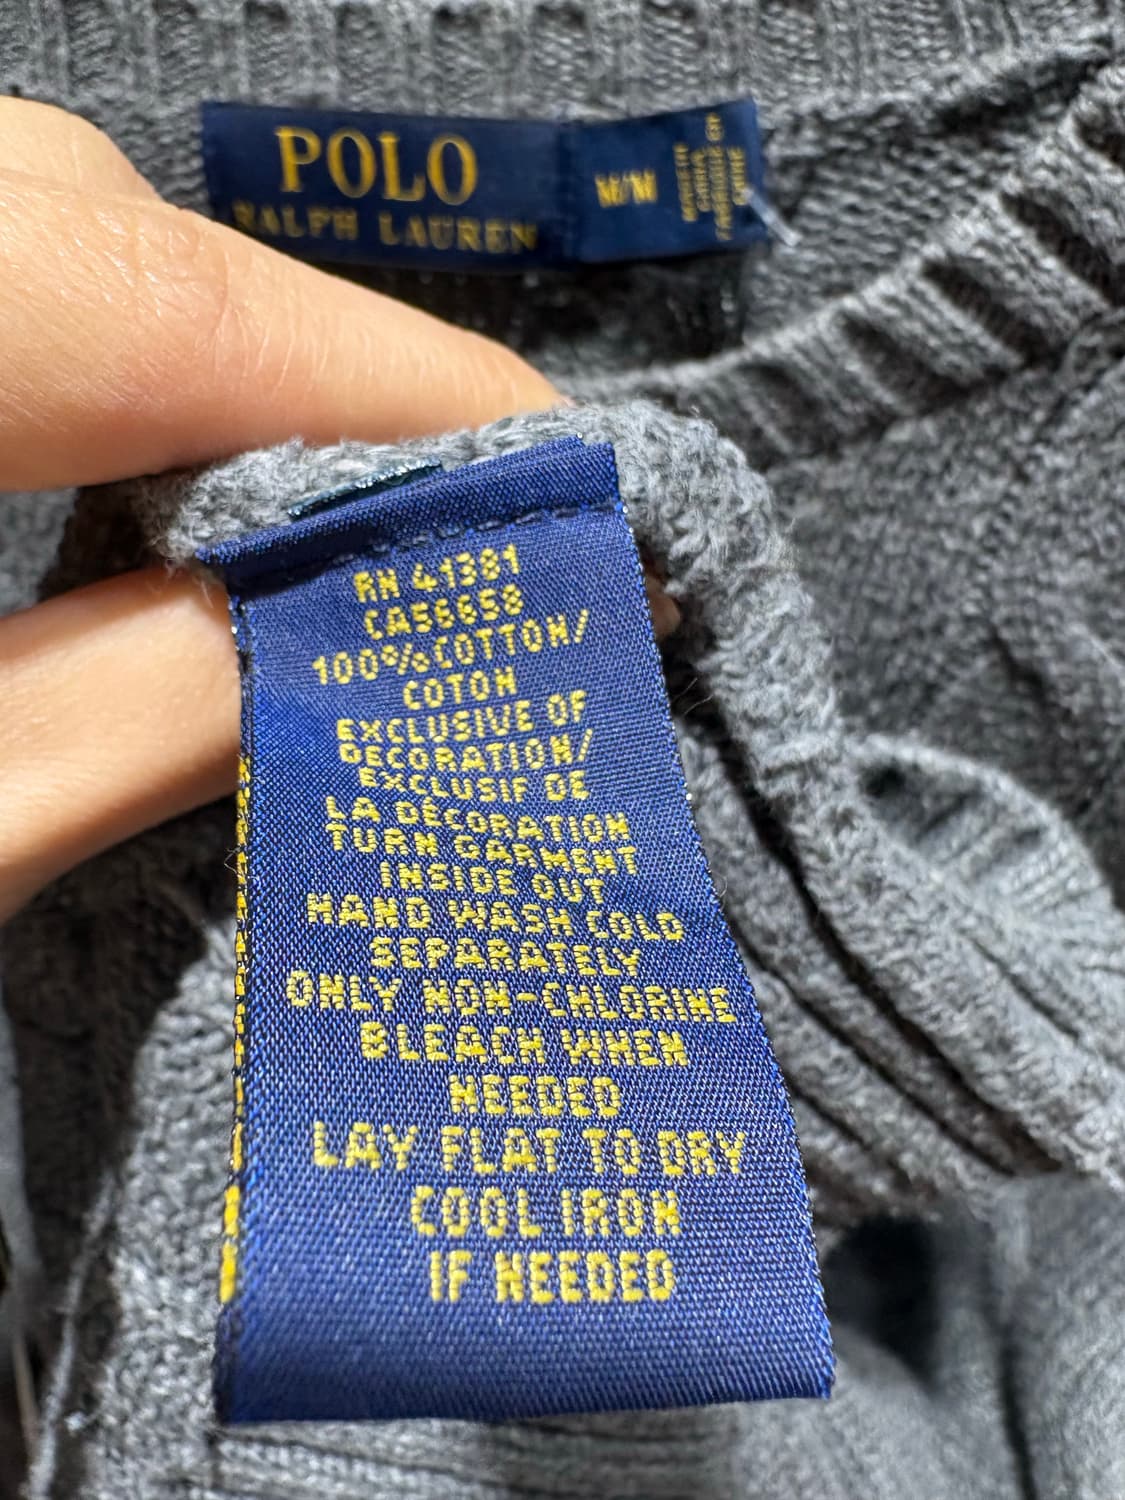 POLO
RALPH LAUREN
M/M
RN 41381
CA56650
100%COTTON/
COTON
EXCLUSIVE OF
DECORATION/
EXCLUSIF DE
LA DÉCORATION
TURN GARMENT
INSIDE OUT
HAND WASH COLD
SEPARATELY
ONLY NON-CHLORINE
BLEACH WHEN
NEEDED
LAY FLAT TO DRY
COOL IRON
IF NEEDED